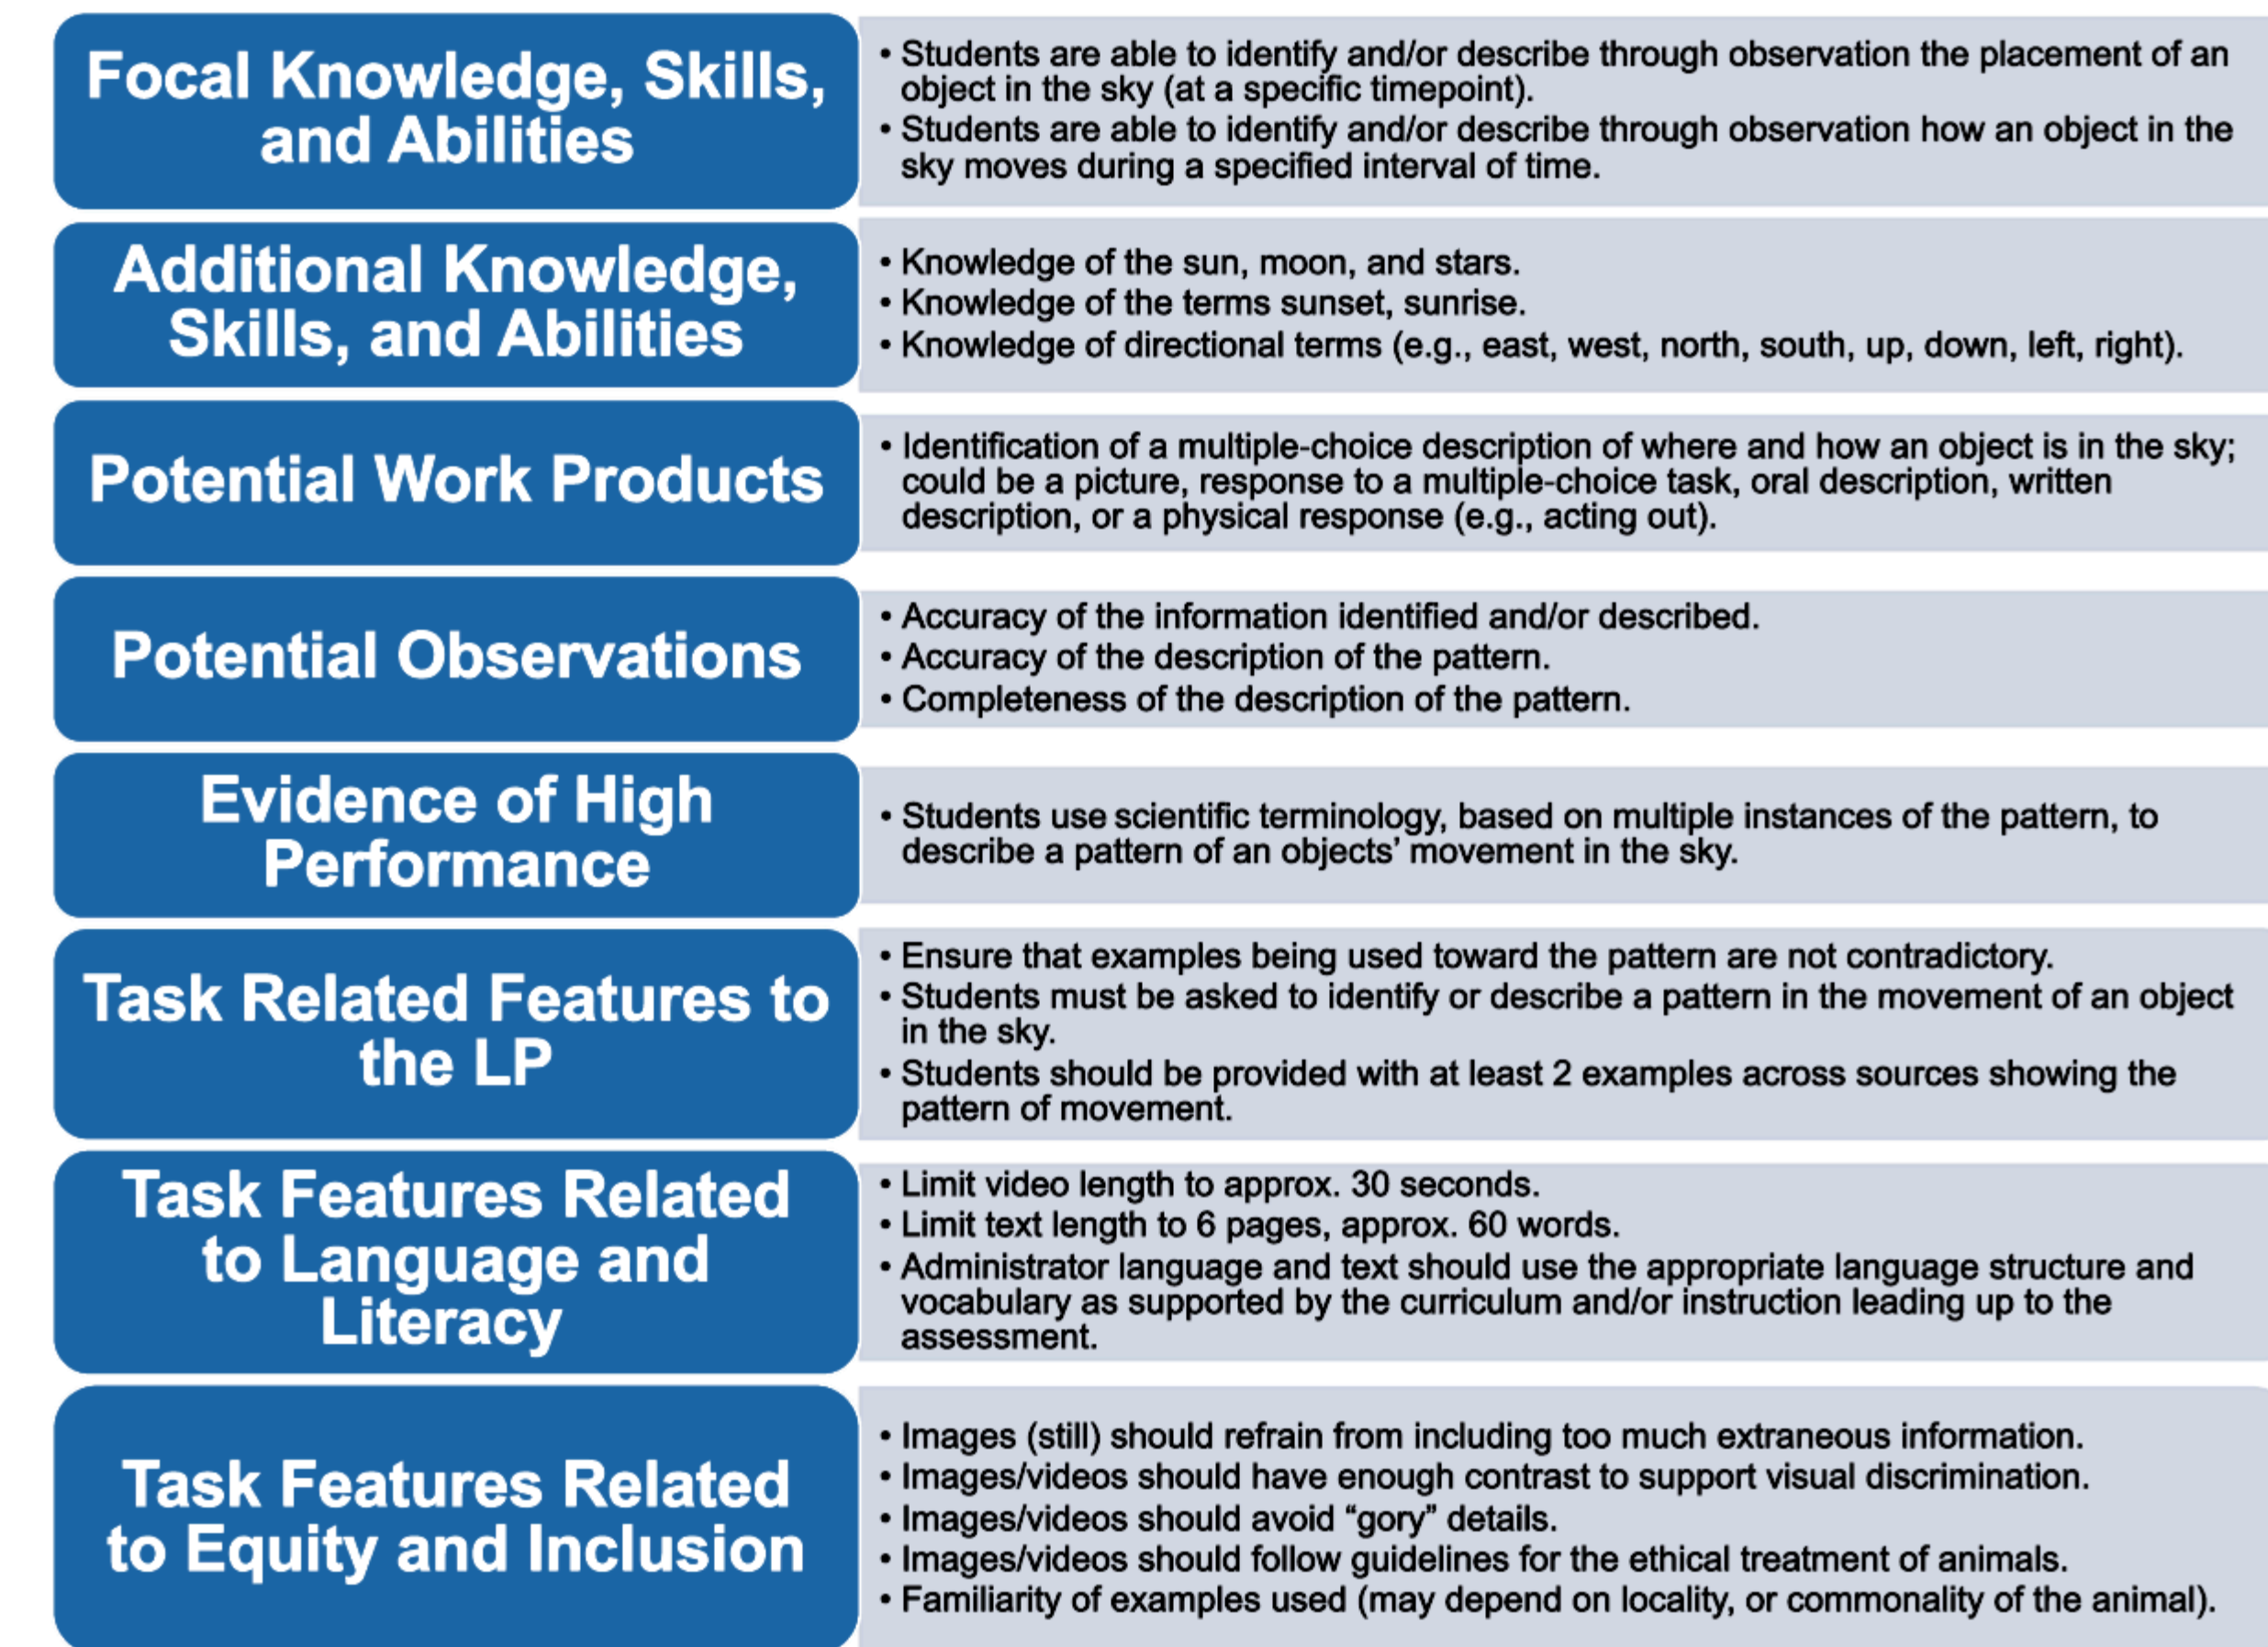 Focal Knowledge, Skills,
and Abilities
• Students are able to identify and/or describe through observation the placement of an
object in the sky (at a specific timepoint).
• Students are able to identify and/or describe through observation how an object in the
sky moves during a specified interval of time.
Additional Knowledge,
Skills, and Abilities
• Knowledge of the sun, moon, and stars.
• Knowledge of the terms sunset, sunrise.
• Knowledge of directional terms (e.g., east, west, north, south, up, down, left, right).
Potential Work Products
• Identification of a multiple-choice description of where and how an object is in the sky;
could be a picture, response to a multiple-choice task, oral description, written
description, or a physical response (e.g., acting out).
Potential Observations
• Accuracy of the information identified and/or described.
• Accuracy of the description of the pattern.
• Completeness of the description of the pattern.
Evidence of High
Performance
• Students use scientific terminology, based on multiple instances of the pattern, to
describe a pattern of an objects’ movement in the sky.
Task Related Features to
the LP
• Ensure that examples being used toward the pattern are not contradictory.
• Students must be asked to identify or describe a pattern in the movement of an object
in the sky.
• Students should be provided with at least 2 examples across sources showing the
pattern of movement.
Task Features Related
to Language and
Literacy
• Limit video length to approx. 30 seconds.
• Limit text length to 6 pages, approx. 60 words.
• Administrator language and text should use the appropriate language structure and
vocabulary as supported by the curriculum and/or instruction leading up to the
assessment.
Task Features Related
to Equity and Inclusion
• Images (still) should refrain from including too much extraneous information.
• Images/videos should have enough contrast to support visual discrimination.
• Images/videos should avoid “gory” details.
• Images/videos should follow guidelines for the ethical treatment of animals.
• Familiarity of examples used (may depend on locality, or commonality of the animal).